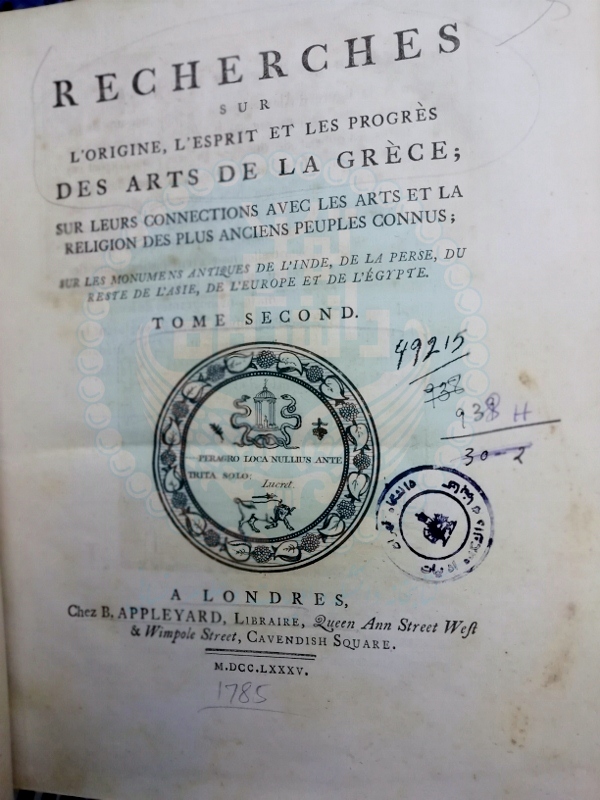 RECHERCHES
SUR
L'ORIGINE, L'ESPRIT ET LES PROGRÈS
DES ARTS DE LA GRÈCE;
SUR LEURS CONNECTIONS AVEC LES ARTS ET LA
RELIGION DES PLUS ANCIENS PEUPLES CONNUS;
SUR LES MONUMENS ANTIQUES DE L'INDE, DE LA PERSE, DU
RESTE DE L'ASIE, DE L'EUROPE ET DE L'ÉGYPTE.
TOME SECOND.
49215
938
938 H
30-2
PERAGRO LOCA NULLIUS ANTE
TRITA SOLO:
Lucret.
A LONDRES,
Chez B. APPLEYARD, LIBRAIRE, Queen Ann Street West
& Wimpole Street, CAVENDISH SQUARE.
M.DCC.LXXXV.
1785